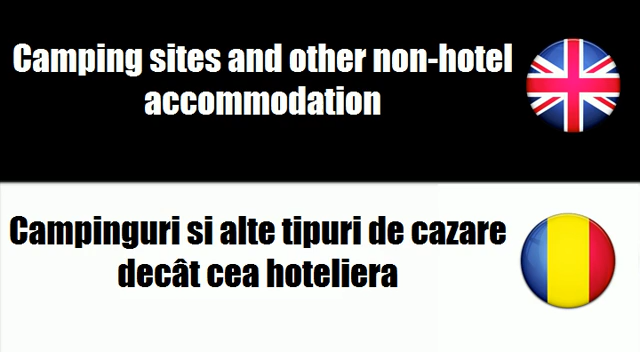 Camping sites and other non-hotel
accommodation
Campinguri si alte tipuri de cazare
decât cea hoteliera